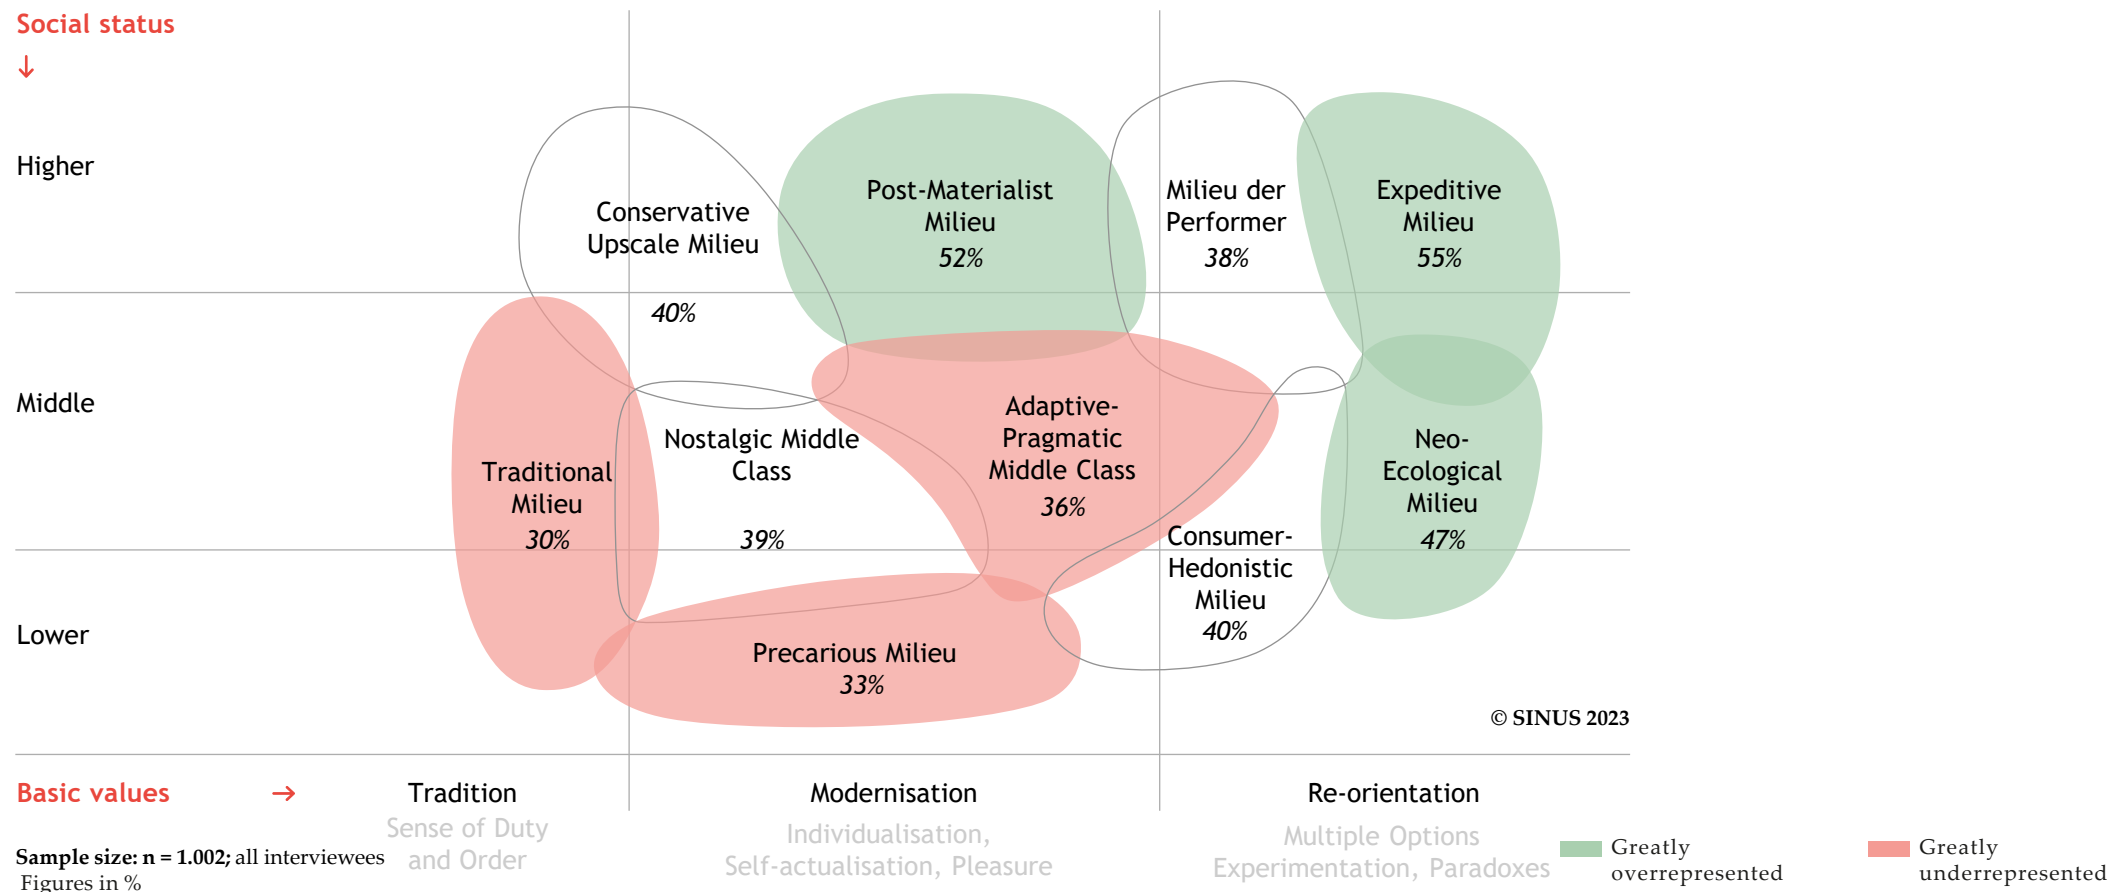 Social status
↓
Higher
Conservative
Upscale Milieu
40%
Post-Materialist
Milieu
52%
Milieu der
Performer
38%
Expeditive
Milieu
55%
Middle
Traditional
Milieu
30%
Nostalgic Middle
Class
39%
Adaptive-
Pragmatic
Middle Class
36%
Consumer-
Hedonistic
Milieu
40%
Neo-
Ecological
Milieu
47%
Lower
Precarious Milieu
33%
© SINUS 2023
Basic values →
Tradition
Sense of Duty
and Order
Modernisation
Individualisation,
Self-actualisation, Pleasure
Re-orientation
Multiple Options
Experimentation, Paradoxes
Sample size: n = 1.002; all interviewees
Figures in %
Greatly
overrepresented
Greatly
underrepresented